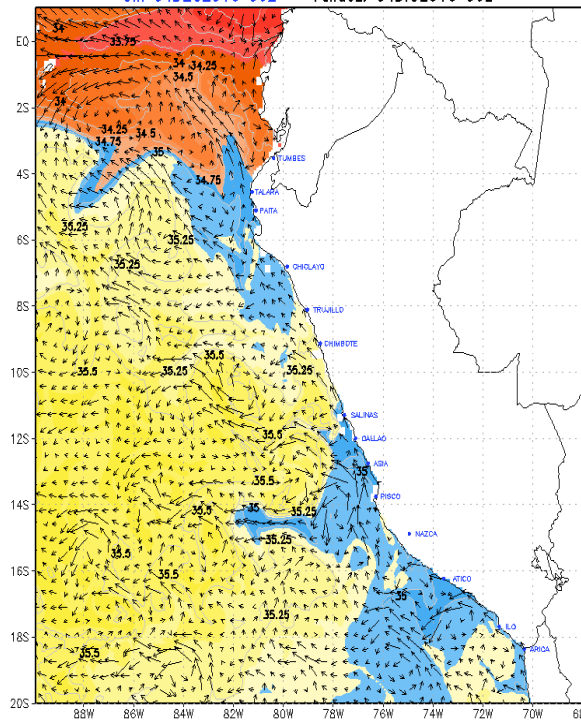 34
35.75
EQ
34
34.25
34.5
2S
34
34.25
34.5
34.75
35
TUMBES
4S
34.75
TALARA
PAITA
35.25
6S
35.25
35.25
CHICLAYO
8S
TRUJILLO
CHIMBOTE
35.5
10S
35.5
35.25
35.25
SALINAS
12S
35.5
CALLAO
ASIA
35
35.5
PISCO
14S
35
35.5
35.25
NAZCA
35.25
35.5
16S
35.5
ATICO
35
35.25
ILO
18S
35.5
ARICA
20S
88W
86W
84W
82W
80W
78W
76W
74W
72W
70W